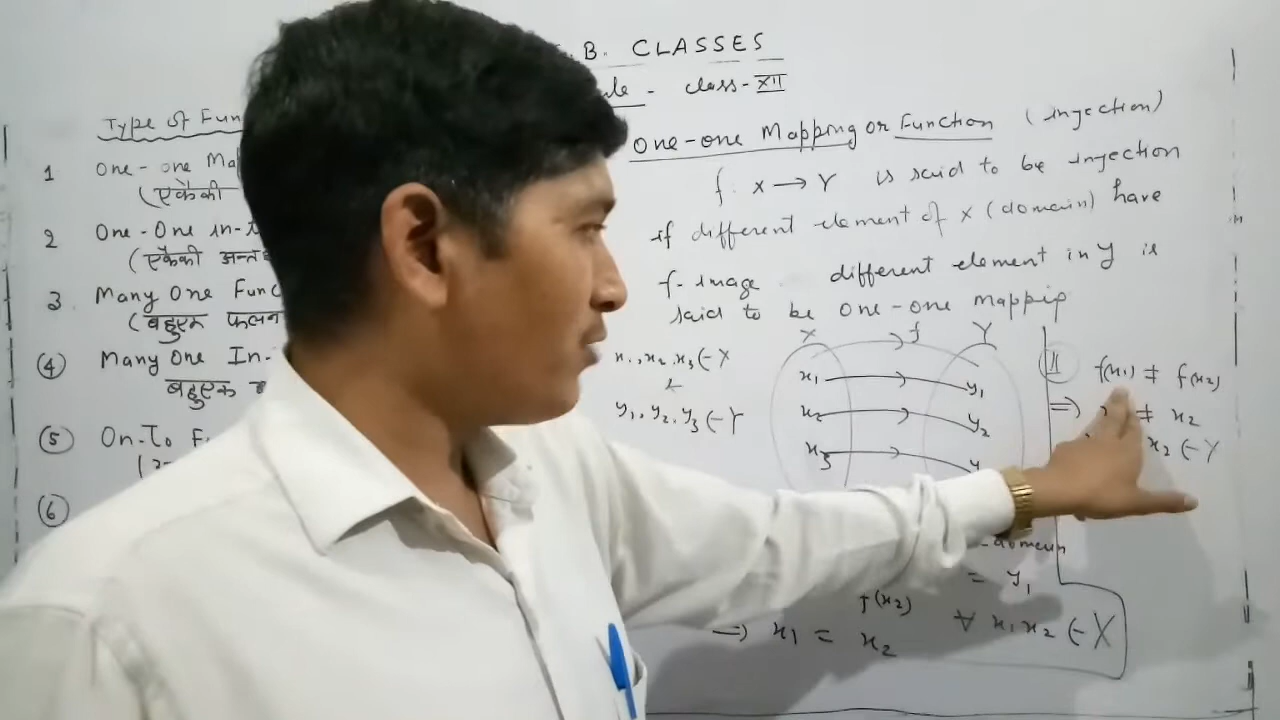 B. CLASSES
class-XII
Type of Fun
1 One-one Ma
(एकैकी
2 One-One in-
(एकैकी
3. Many One Func
(बहुएक फलन
4 Many One In-
बहुएक
5 On-To F
6
One-one Mapping or Function (injection)
f. X → Y is said to be injection
if different element of X (domain) have
f-image different element in Y is
said to be one-one mappip
X f Y
x1, x2, x3 (- X
y1, y2, y3 (- Y
x1 y1
x2 y2
x3 y
II f(x1) ≠ f(x2)
⇒ ≠ x2
x2 (- Y
domain
= y1
f(x2)
⇒ x1 = x2 ∀ x1 x2 (- X